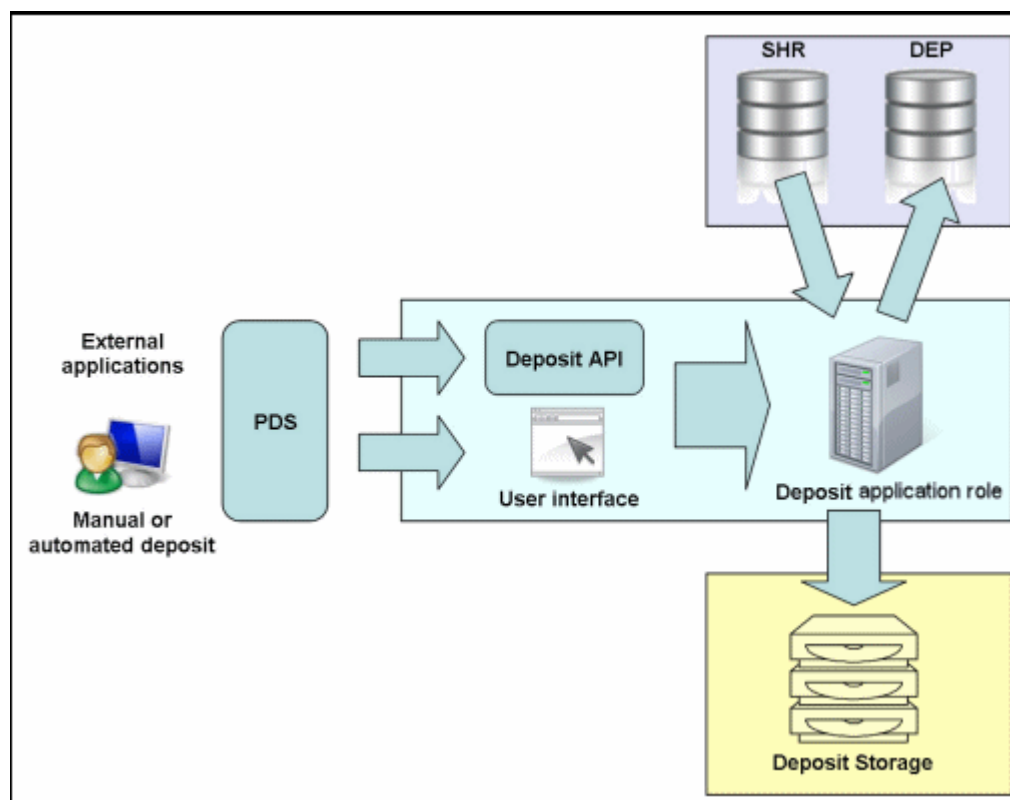 SHR
DEP
External
applications
PDS
Deposit API
User interface
Manual or
automated deposit
Deposit application role
Deposit Storage